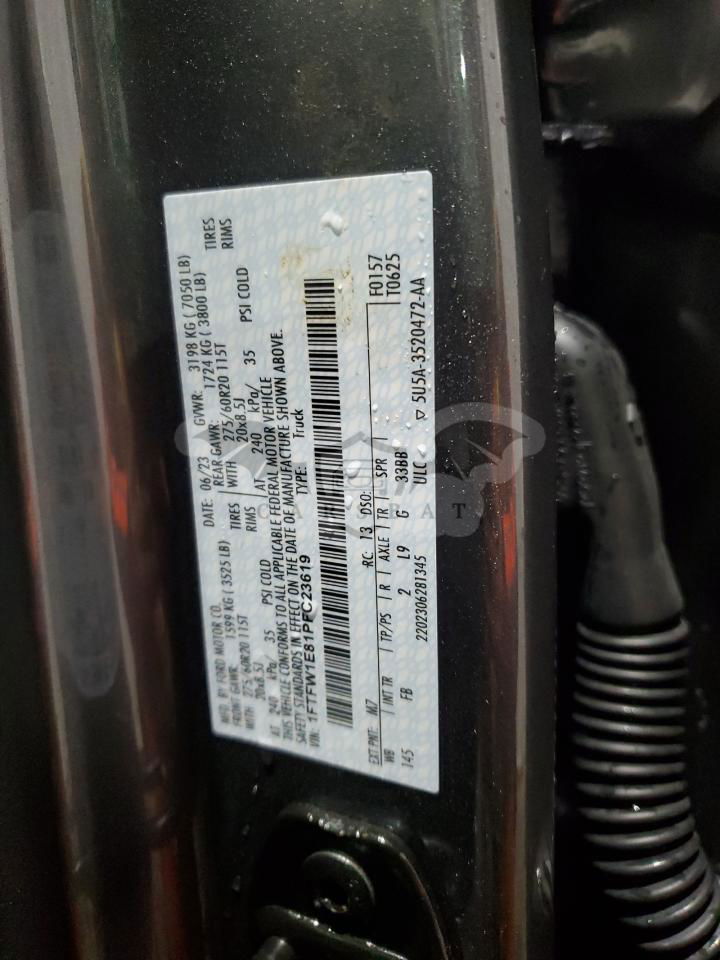 MFD. BY FORD MOTOR CO.
DATE: 06/23 GVWR: 3198 KG ( 7050 LB)
FRONT GAWR: 1599 KG ( 3525 LB) REAR GAWR: 1724 KG ( 3800 LB)
WITH 275/60R20 115T TIRES WITH 275/60R20 115T TIRES
20x8.5J RIMS 20x8.5J RIMS
AT 240 kPa/ 35 PSI COLD AT 240 kPa/ 35 PSI COLD
THIS VEHICLE CONFORMS TO ALL APPLICABLE FEDERAL MOTOR VEHICLE
SAFETY STANDARDS IN EFFECT ON THE DATE OF MANUFACTURE SHOWN ABOVE.
VIN: 1FTFW1E81PFC23619 TYPE: Truck
EXT PNT: M7 RC: 13 DSO: F0157
WB INT TR TP/PS R AXLE TR SPR T0625
145 FB 2 L9 G 33BB
2202306281345 ULC 5U5A-3520472-AA